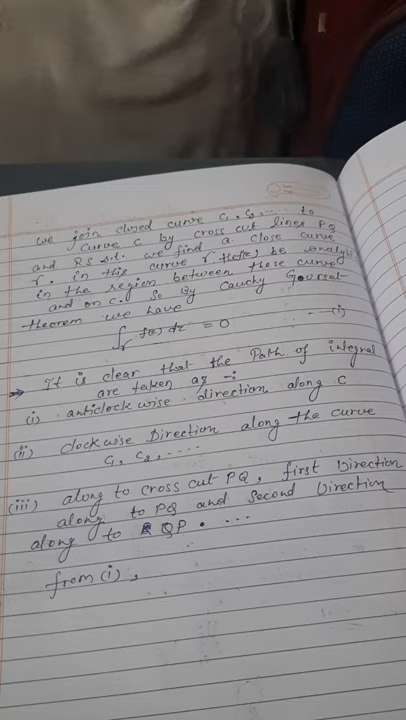 we join closed curve C₁, C₂ ..... to
curve C by cross cut lines PQ
and RS s.t. we find a close curve
r. in this curve r there, be analyti
in the region between these curve
and on C. So By Cauchy Goursat
theorem we have
∫r f(z) dz = 0 --- (i)
⇒ It is clear that the Path of integral
are taken as ÷
(i) anticlock wise direction along C
(ii) clockwise Direction along the curve
C₁, C₂, .....
(iii) along to cross cut PQ, first Direction
along to PQ and second Direction
along to QP . ...
from (i),